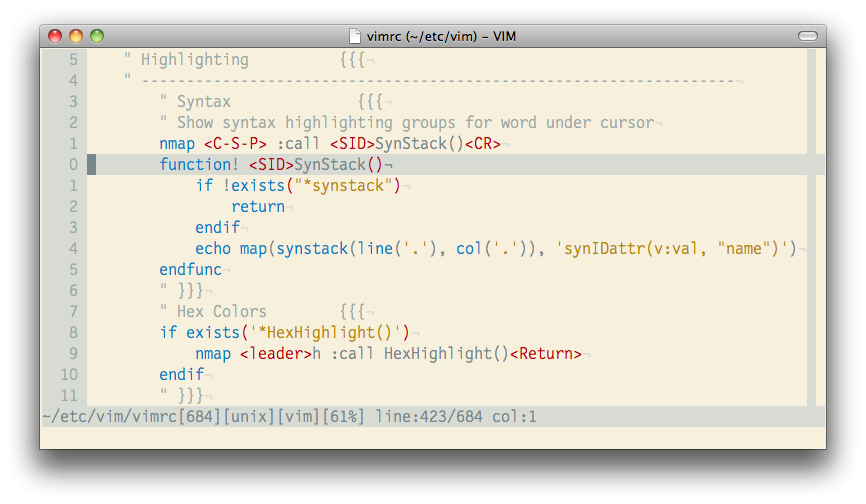 vimrc (~/etc/vim) – VIM
5 " Highlighting {{{¬
4 " ------------------------------------------------------------------¬
3 " Syntax {{{¬
2 " Show syntax highlighting groups for word under cursor¬
1 nmap <C-S-P> :call <SID>SynStack()<CR>¬
0 function! <SID>SynStack()¬
1 if !exists("*synstack")¬
2 return¬
3 endif¬
4 echo map(synstack(line('.'), col('.')), 'synIDattr(v:val, "name")')¬
5 endfunc¬
6 " }}}¬
7 " Hex Colors {{{¬
8 if exists('*HexHighlight()')¬
9 nmap <leader>h :call HexHighlight()<Return>¬
10 endif¬
11 " }}}¬
~/etc/vim/vimrc[684][unix][vim][61%] line:423/684 col:1